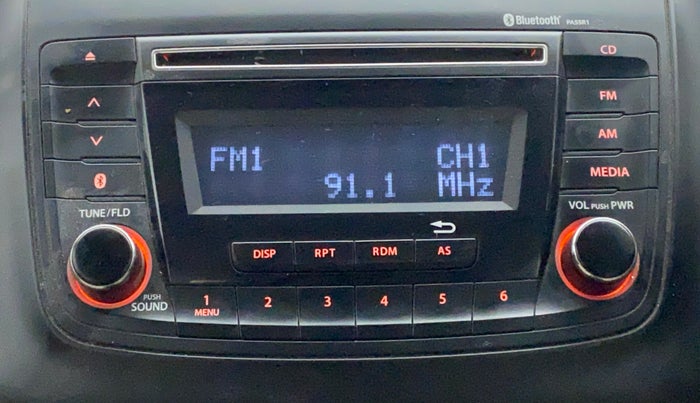 Bluetooth PASSR1
CD
FM
AM
MEDIA
FM1 CH1
91.1 MHz
TUNE/FLD
VOL PUSH PWR
DISP RPT RDM AS
PUSH
SOUND
1 2 3 4 5 6
MENU